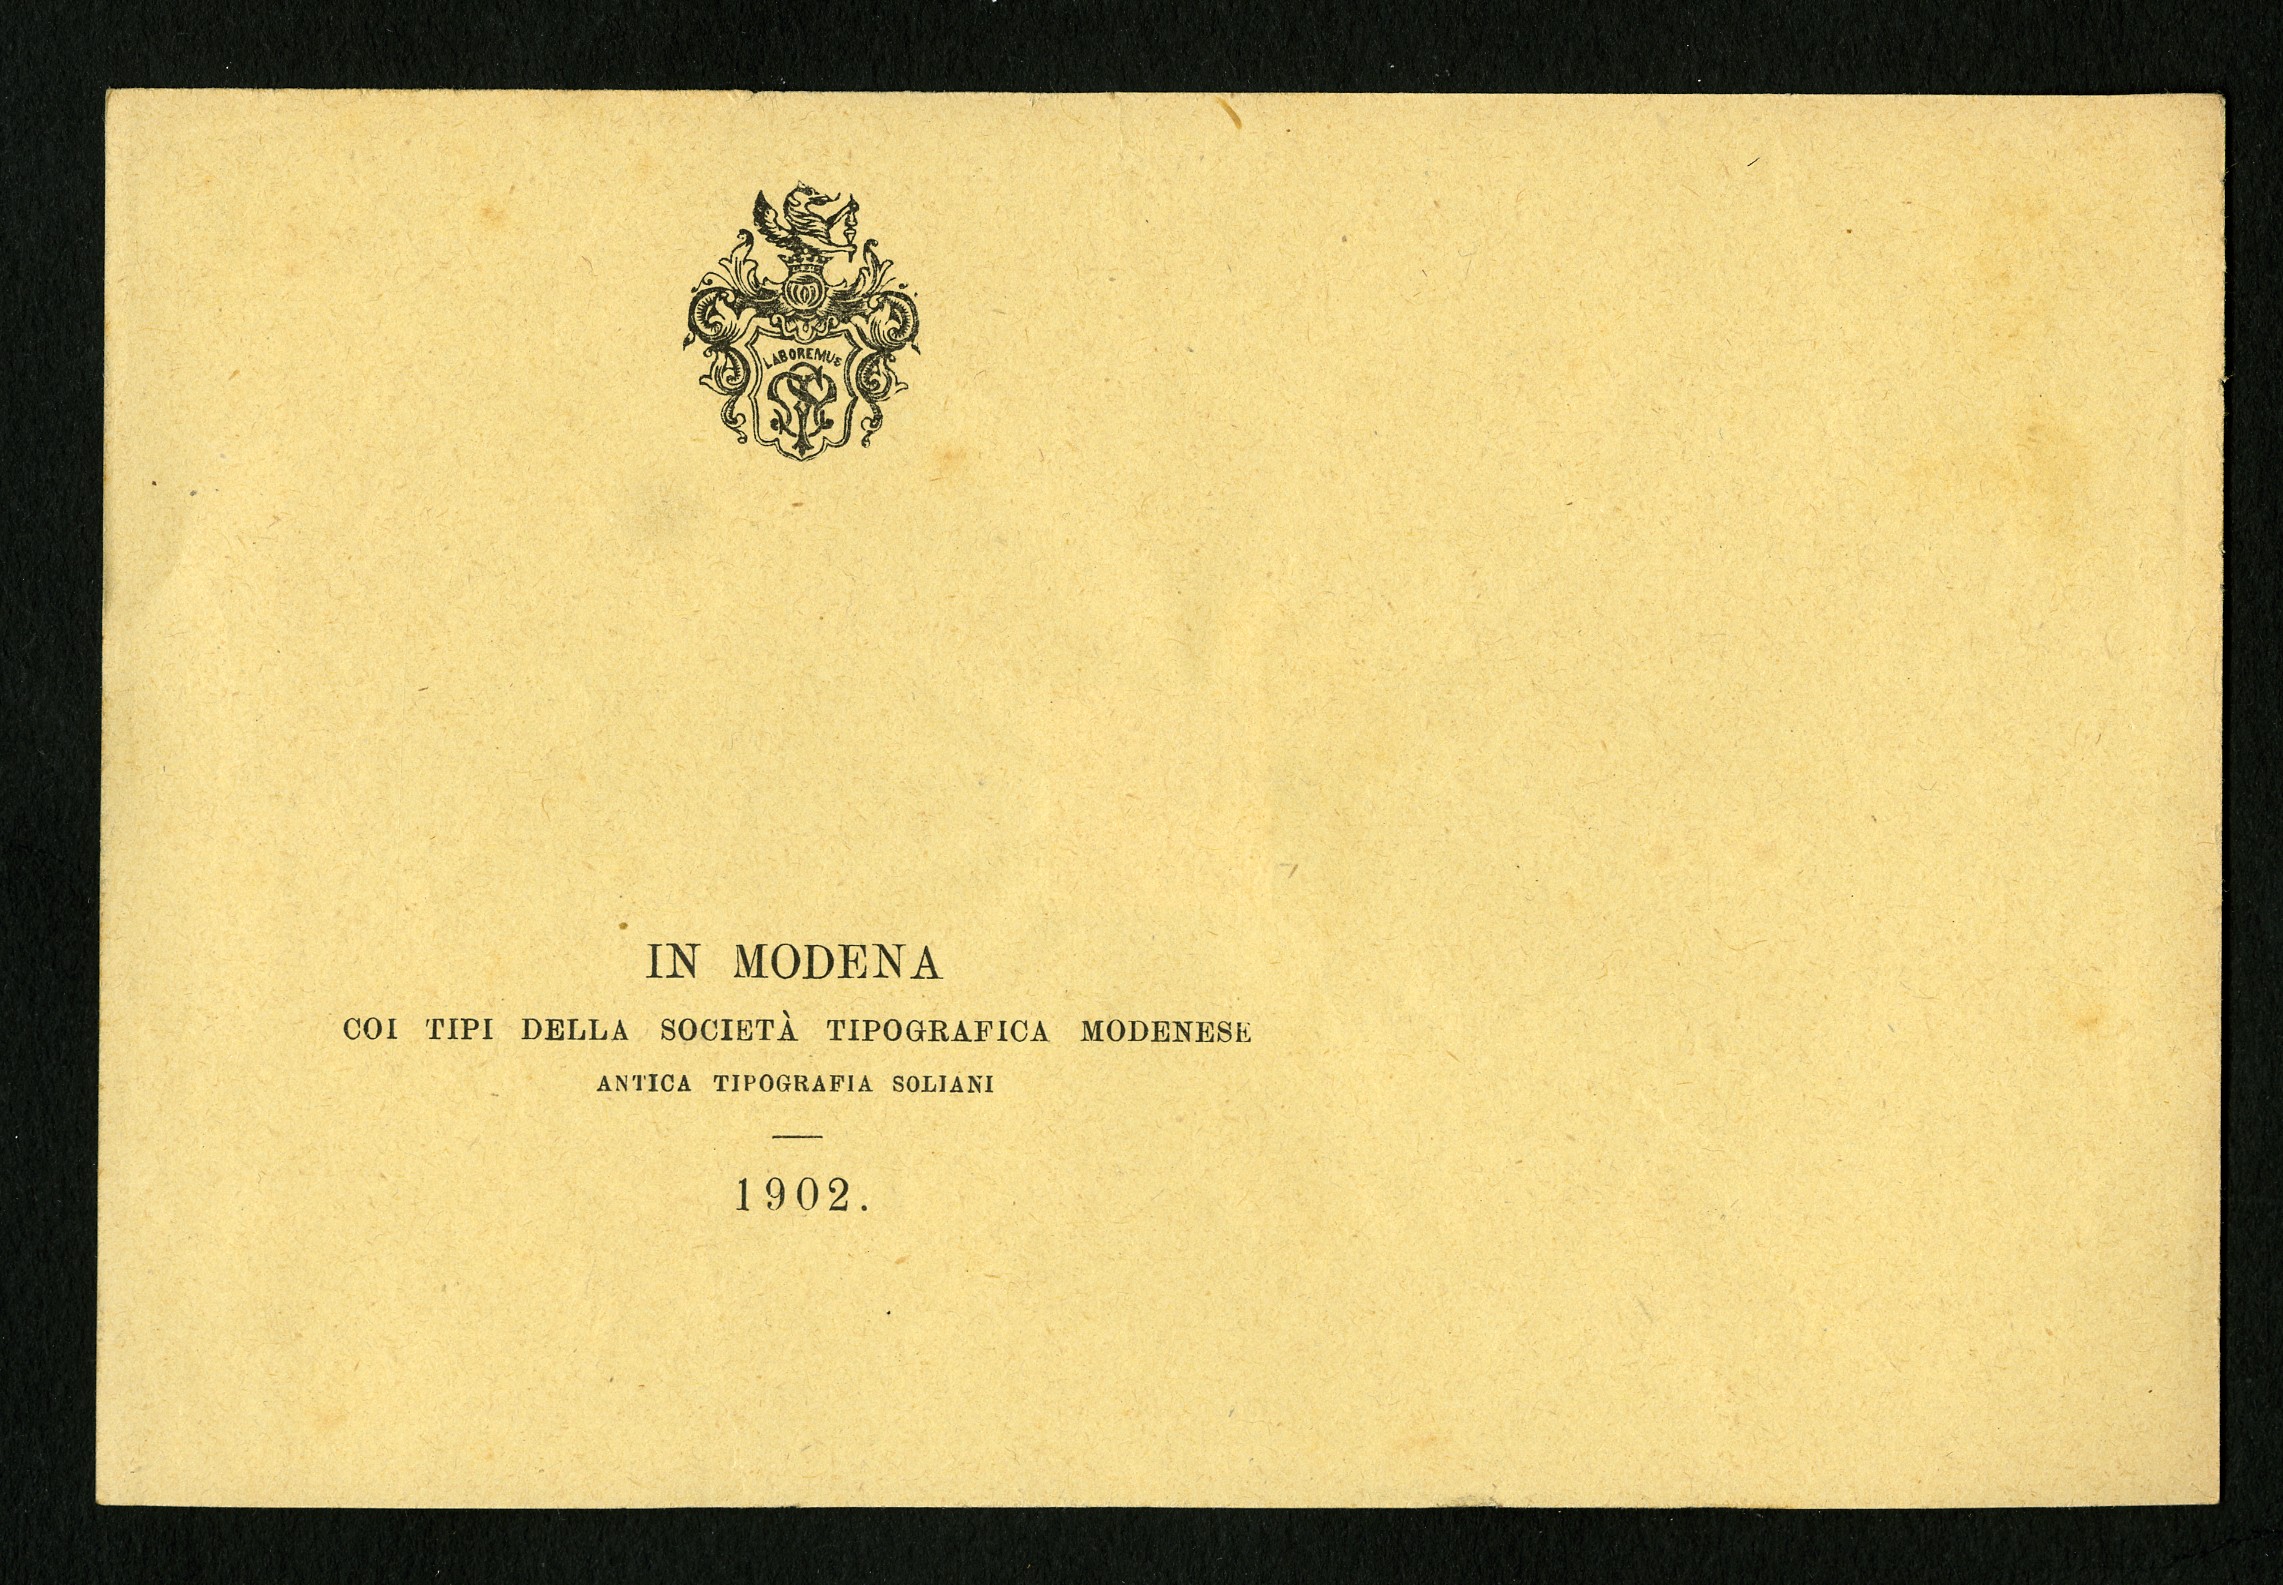 LABOREMUS
IN MODENA
COI TIPI DELLA SOCIETÀ TIPOGRAFICA MODENESE
ANTICA TIPOGRAFIA SOLIANI
1902.